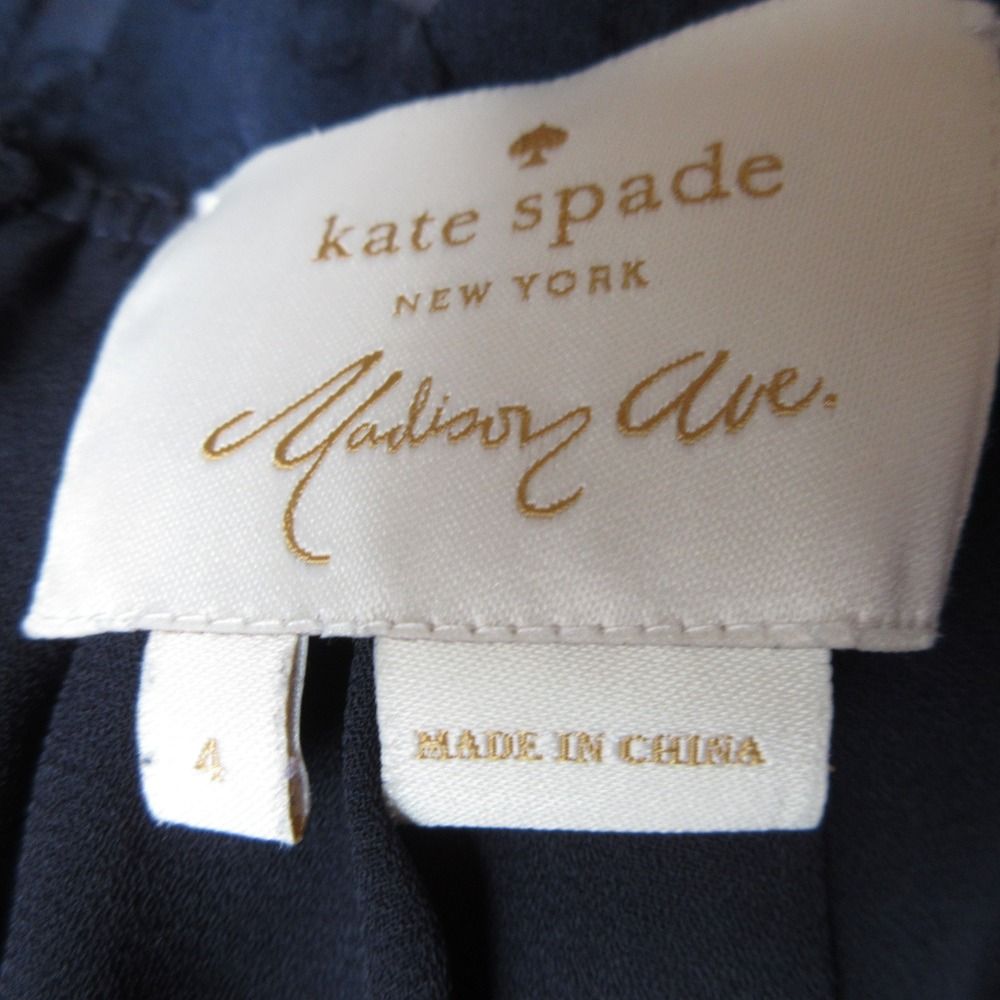 kate spade
NEW YORK
Madison Ave.
4
MADE IN CHINA